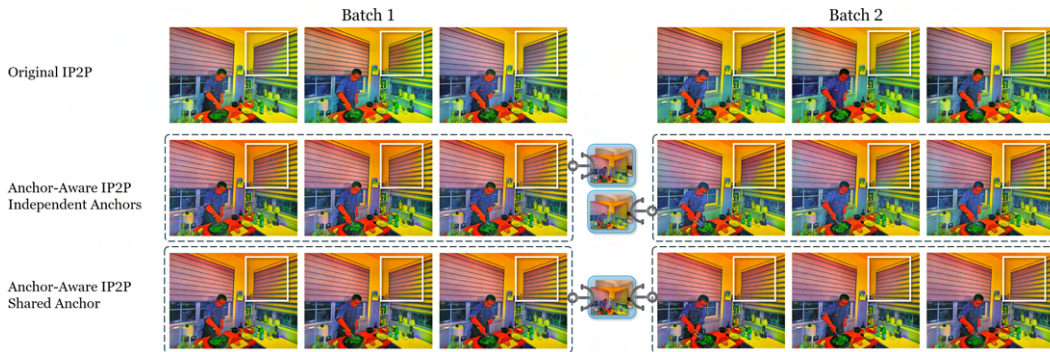 Batch 1
Batch 2
Original IP2P
Anchor-Aware IP2P
Independent Anchors
Anchor-Aware IP2P
Shared Anchor